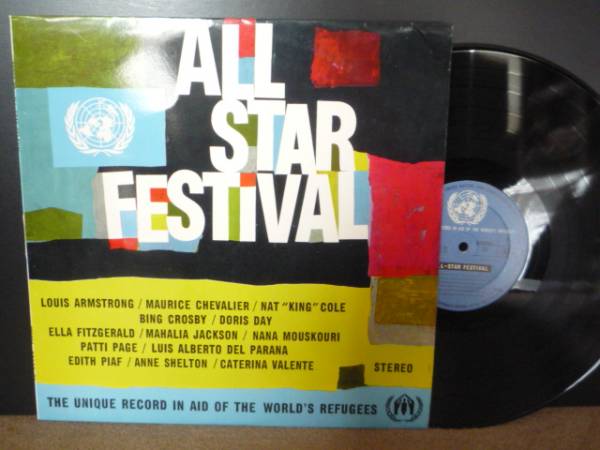 ALL
STAR
FESTIVAL
LOUIS ARMSTRONG / MAURICE CHEVALIER / NAT "KING" COLE
BING CROSBY / DORIS DAY
ELLA FITZGERALD / MAHALIA JACKSON / NANA MOUSKOURI
PATTI PAGE / LUIS ALBERTO DEL PARANA
EDITH PIAF / ANNE SHELTON / CATERINA VALENTE
STEREO
THE UNIQUE RECORD IN AID OF THE WORLD'S REFUGEES
L-STAR FESTIVAL